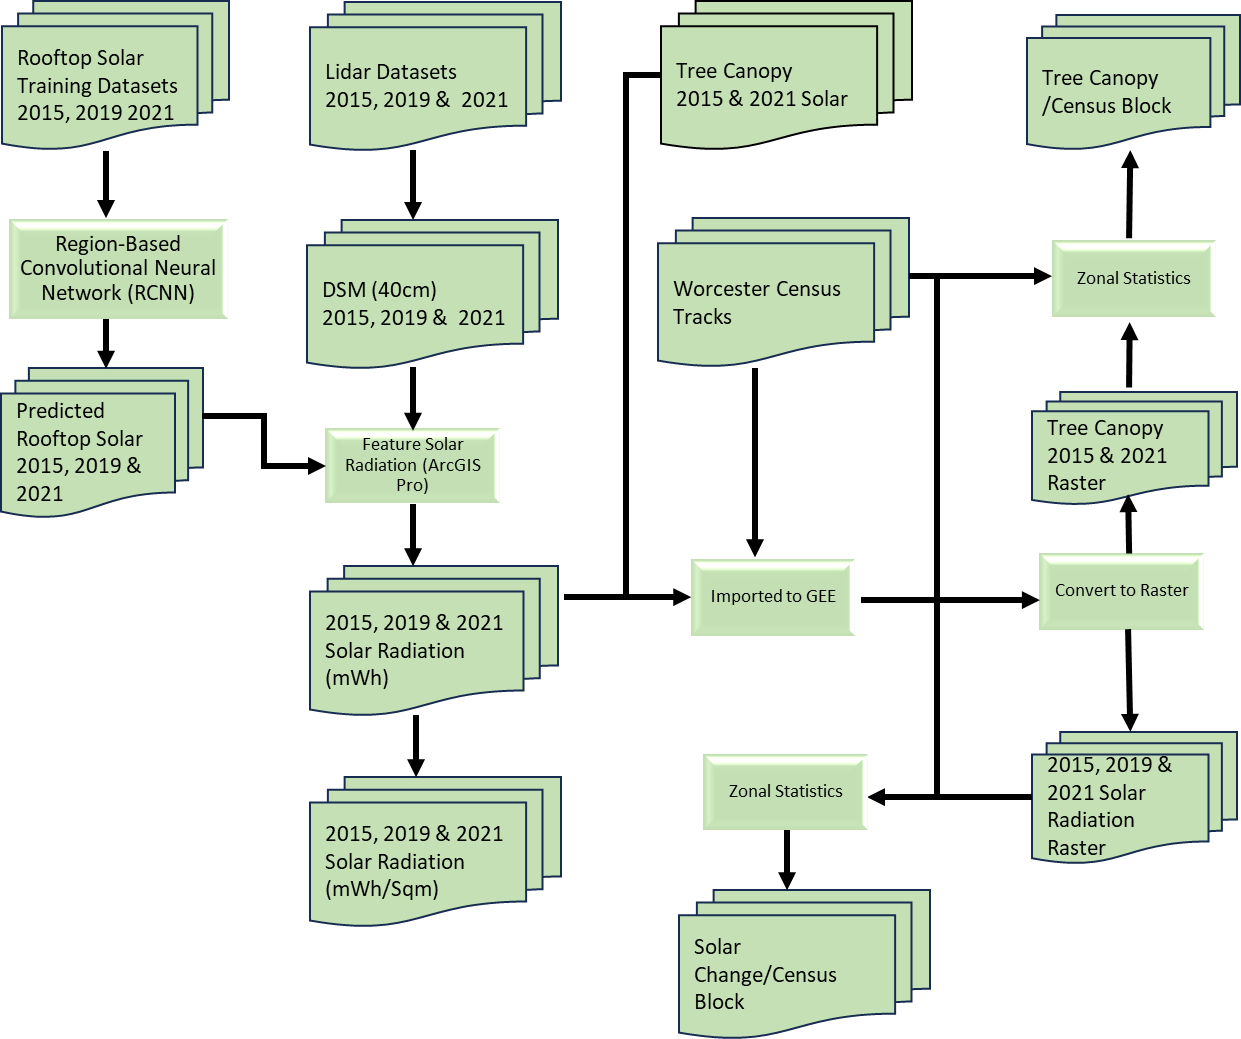 Rooftop Solar
Training Datasets
2015, 2019 2021
Lidar Datasets
2015, 2019 & 2021
Tree Canopy
2015 & 2021 Solar
Tree Canopy
/Census Block
Region-Based
Convolutional Neural
Network (RCNN)
DSM (40cm)
2015, 2019 & 2021
Worcester Census
Tracks
Zonal Statistics
Predicted
Rooftop Solar
2015, 2019 &
2021
Feature Solar
Radiation (ArcGIS
Pro)
Tree Canopy
2015 & 2021
Raster
2015, 2019 & 2021
Solar Radiation
(mWh)
Imported to GEE
Convert to Raster
2015, 2019 & 2021
Solar Radiation
(mWh/Sqm)
Zonal Statistics
2015, 2019 &
2021 Solar
Radiation
Raster
Solar
Change/Census
Block